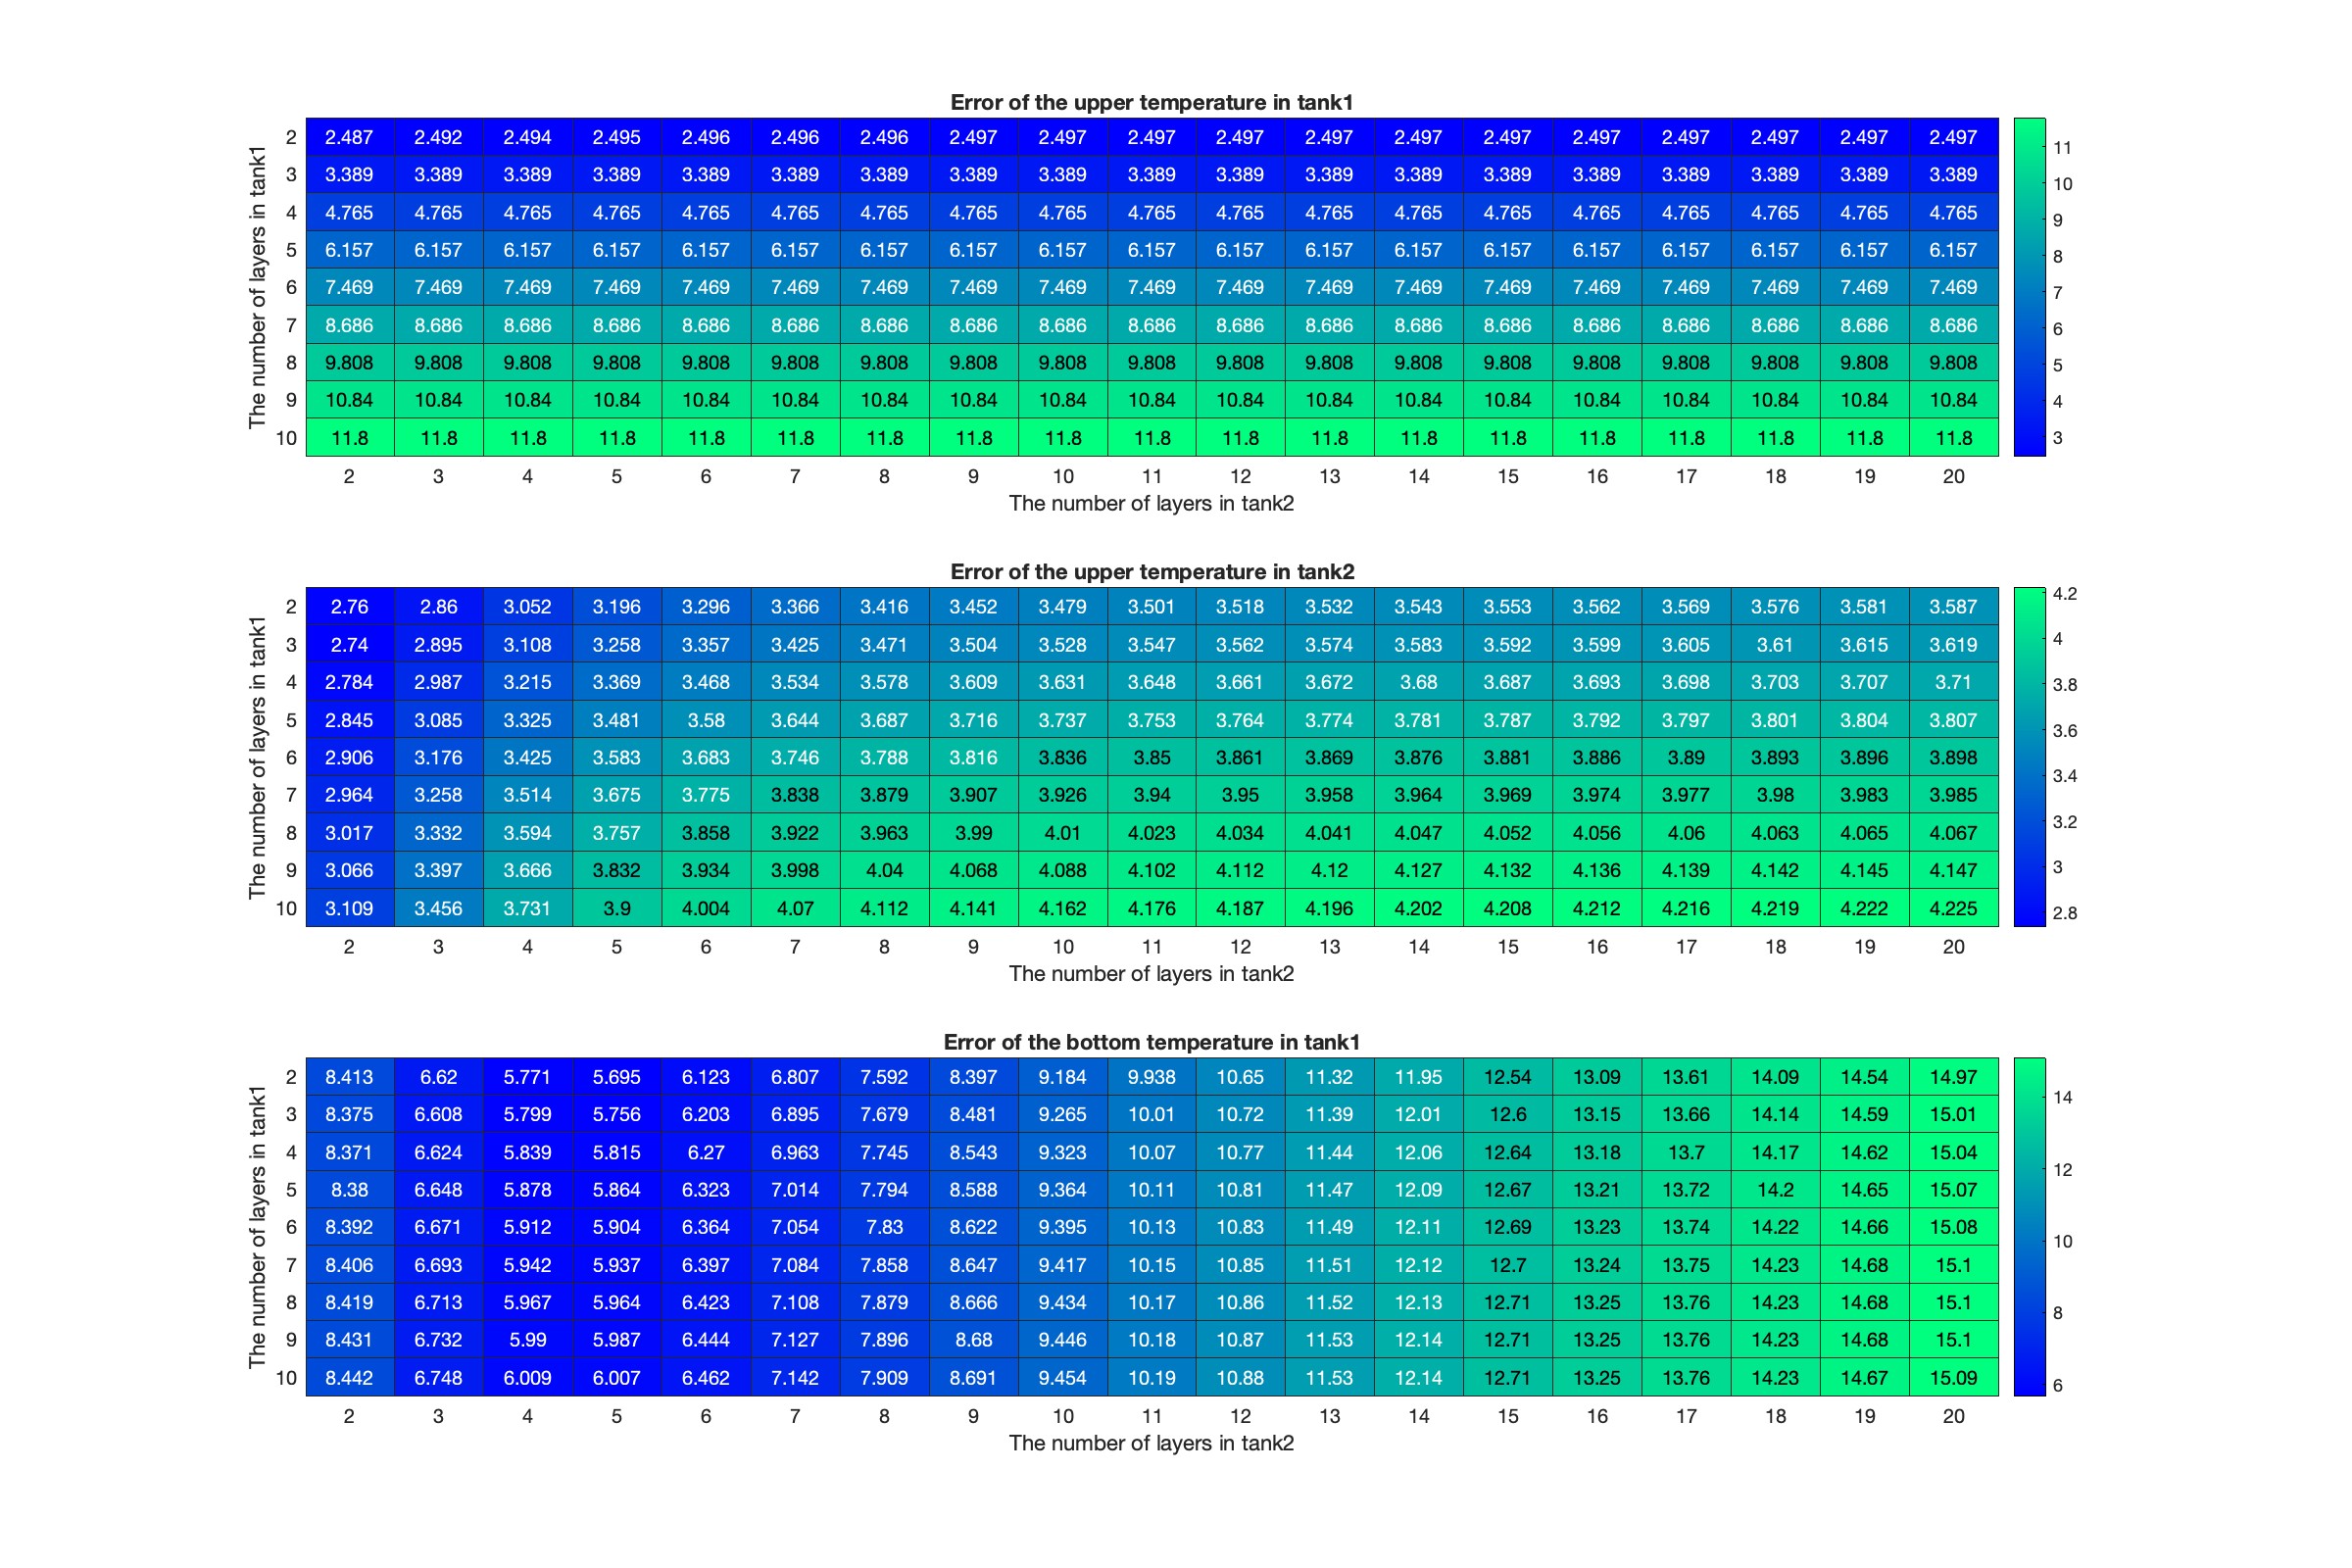 Error of the upper temperature in tank1
The number of layers in tank1
2 2.487 2.492 2.494 2.495 2.496 2.496 2.496 2.497 2.497 2.497 2.497 2.497 2.497 2.497 2.497 2.497 2.497 2.497 2.497
3 3.389 3.389 3.389 3.389 3.389 3.389 3.389 3.389 3.389 3.389 3.389 3.389 3.389 3.389 3.389 3.389 3.389 3.389 3.389
4 4.765 4.765 4.765 4.765 4.765 4.765 4.765 4.765 4.765 4.765 4.765 4.765 4.765 4.765 4.765 4.765 4.765 4.765 4.765
5 6.157 6.157 6.157 6.157 6.157 6.157 6.157 6.157 6.157 6.157 6.157 6.157 6.157 6.157 6.157 6.157 6.157 6.157 6.157
6 7.469 7.469 7.469 7.469 7.469 7.469 7.469 7.469 7.469 7.469 7.469 7.469 7.469 7.469 7.469 7.469 7.469 7.469 7.469
7 8.686 8.686 8.686 8.686 8.686 8.686 8.686 8.686 8.686 8.686 8.686 8.686 8.686 8.686 8.686 8.686 8.686 8.686 8.686
8 9.808 9.808 9.808 9.808 9.808 9.808 9.808 9.808 9.808 9.808 9.808 9.808 9.808 9.808 9.808 9.808 9.808 9.808 9.808
9 10.84 10.84 10.84 10.84 10.84 10.84 10.84 10.84 10.84 10.84 10.84 10.84 10.84 10.84 10.84 10.84 10.84 10.84 10.84
10 11.8 11.8 11.8 11.8 11.8 11.8 11.8 11.8 11.8 11.8 11.8 11.8 11.8 11.8 11.8 11.8 11.8 11.8 11.8
2 3 4 5 6 7 8 9 10 11 12 13 14 15 16 17 18 19 20
The number of layers in tank2
11
10
9
8
7
6
5
4
3
Error of the upper temperature in tank2
The number of layers in tank1
2 2.76 2.86 3.052 3.196 3.296 3.366 3.416 3.452 3.479 3.501 3.518 3.532 3.543 3.553 3.562 3.569 3.576 3.581 3.587
3 2.74 2.895 3.108 3.258 3.357 3.425 3.471 3.504 3.528 3.547 3.562 3.574 3.583 3.592 3.599 3.605 3.61 3.615 3.619
4 2.784 2.987 3.215 3.369 3.468 3.534 3.578 3.609 3.631 3.648 3.661 3.672 3.68 3.687 3.693 3.698 3.703 3.707 3.71
5 2.845 3.085 3.325 3.481 3.58 3.644 3.687 3.716 3.737 3.753 3.764 3.774 3.781 3.787 3.792 3.797 3.801 3.804 3.807
6 2.906 3.176 3.425 3.583 3.683 3.746 3.788 3.816 3.836 3.85 3.861 3.869 3.876 3.881 3.886 3.89 3.893 3.896 3.898
7 2.964 3.258 3.514 3.675 3.775 3.838 3.879 3.907 3.926 3.94 3.95 3.958 3.964 3.969 3.974 3.977 3.98 3.983 3.985
8 3.017 3.332 3.594 3.757 3.858 3.922 3.963 3.99 4.01 4.023 4.034 4.041 4.047 4.052 4.056 4.06 4.063 4.065 4.067
9 3.066 3.397 3.666 3.832 3.934 3.998 4.04 4.068 4.088 4.102 4.112 4.12 4.127 4.132 4.136 4.139 4.142 4.145 4.147
10 3.109 3.456 3.731 3.9 4.004 4.07 4.112 4.141 4.162 4.176 4.187 4.196 4.202 4.208 4.212 4.216 4.219 4.222 4.225
2 3 4 5 6 7 8 9 10 11 12 13 14 15 16 17 18 19 20
The number of layers in tank2
4.2
4
3.8
3.6
3.4
3.2
3
2.8
Error of the bottom temperature in tank1
The number of layers in tank1
2 8.413 6.62 5.771 5.695 6.123 6.807 7.592 8.397 9.184 9.938 10.65 11.32 11.95 12.54 13.09 13.61 14.09 14.54 14.97
3 8.375 6.608 5.799 5.756 6.203 6.895 7.679 8.481 9.265 10.01 10.72 11.39 12.01 12.6 13.15 13.66 14.14 14.59 15.01
4 8.371 6.624 5.839 5.815 6.27 6.963 7.745 8.543 9.323 10.07 10.77 11.44 12.06 12.64 13.18 13.7 14.17 14.62 15.04
5 8.38 6.648 5.878 5.864 6.323 7.014 7.794 8.588 9.364 10.11 10.81 11.47 12.09 12.67 13.21 13.72 14.2 14.65 15.07
6 8.392 6.671 5.912 5.904 6.364 7.054 7.83 8.622 9.395 10.13 10.83 11.49 12.11 12.69 13.23 13.74 14.22 14.66 15.08
7 8.406 6.693 5.942 5.937 6.397 7.084 7.858 8.647 9.417 10.15 10.85 11.51 12.12 12.7 13.24 13.75 14.23 14.68 15.1
8 8.419 6.713 5.967 5.964 6.423 7.108 7.879 8.666 9.434 10.17 10.86 11.52 12.13 12.71 13.25 13.76 14.23 14.68 15.1
9 8.431 6.732 5.99 5.987 6.444 7.127 7.896 8.68 9.446 10.18 10.87 11.53 12.14 12.71 13.25 13.76 14.23 14.68 15.1
10 8.442 6.748 6.009 6.007 6.462 7.142 7.909 8.691 9.454 10.19 10.88 11.53 12.14 12.71 13.25 13.76 14.23 14.67 15.09
2 3 4 5 6 7 8 9 10 11 12 13 14 15 16 17 18 19 20
The number of layers in tank2
14
12
10
8
6